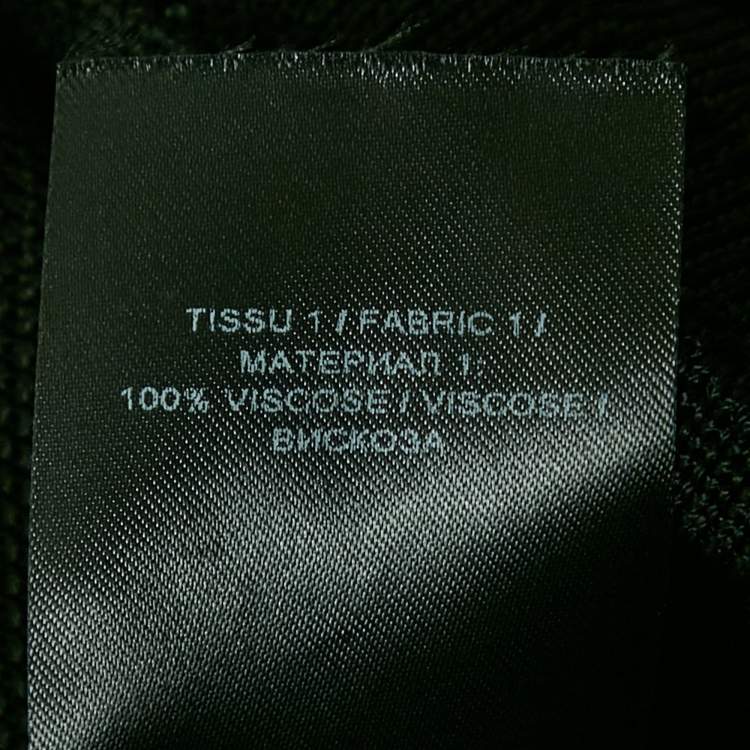 TISSU 1 / FABRIC 1 /
МАТЕРИАЛ 1:
100% VISCOSE / VISCOSE /
ВИСКОЗА